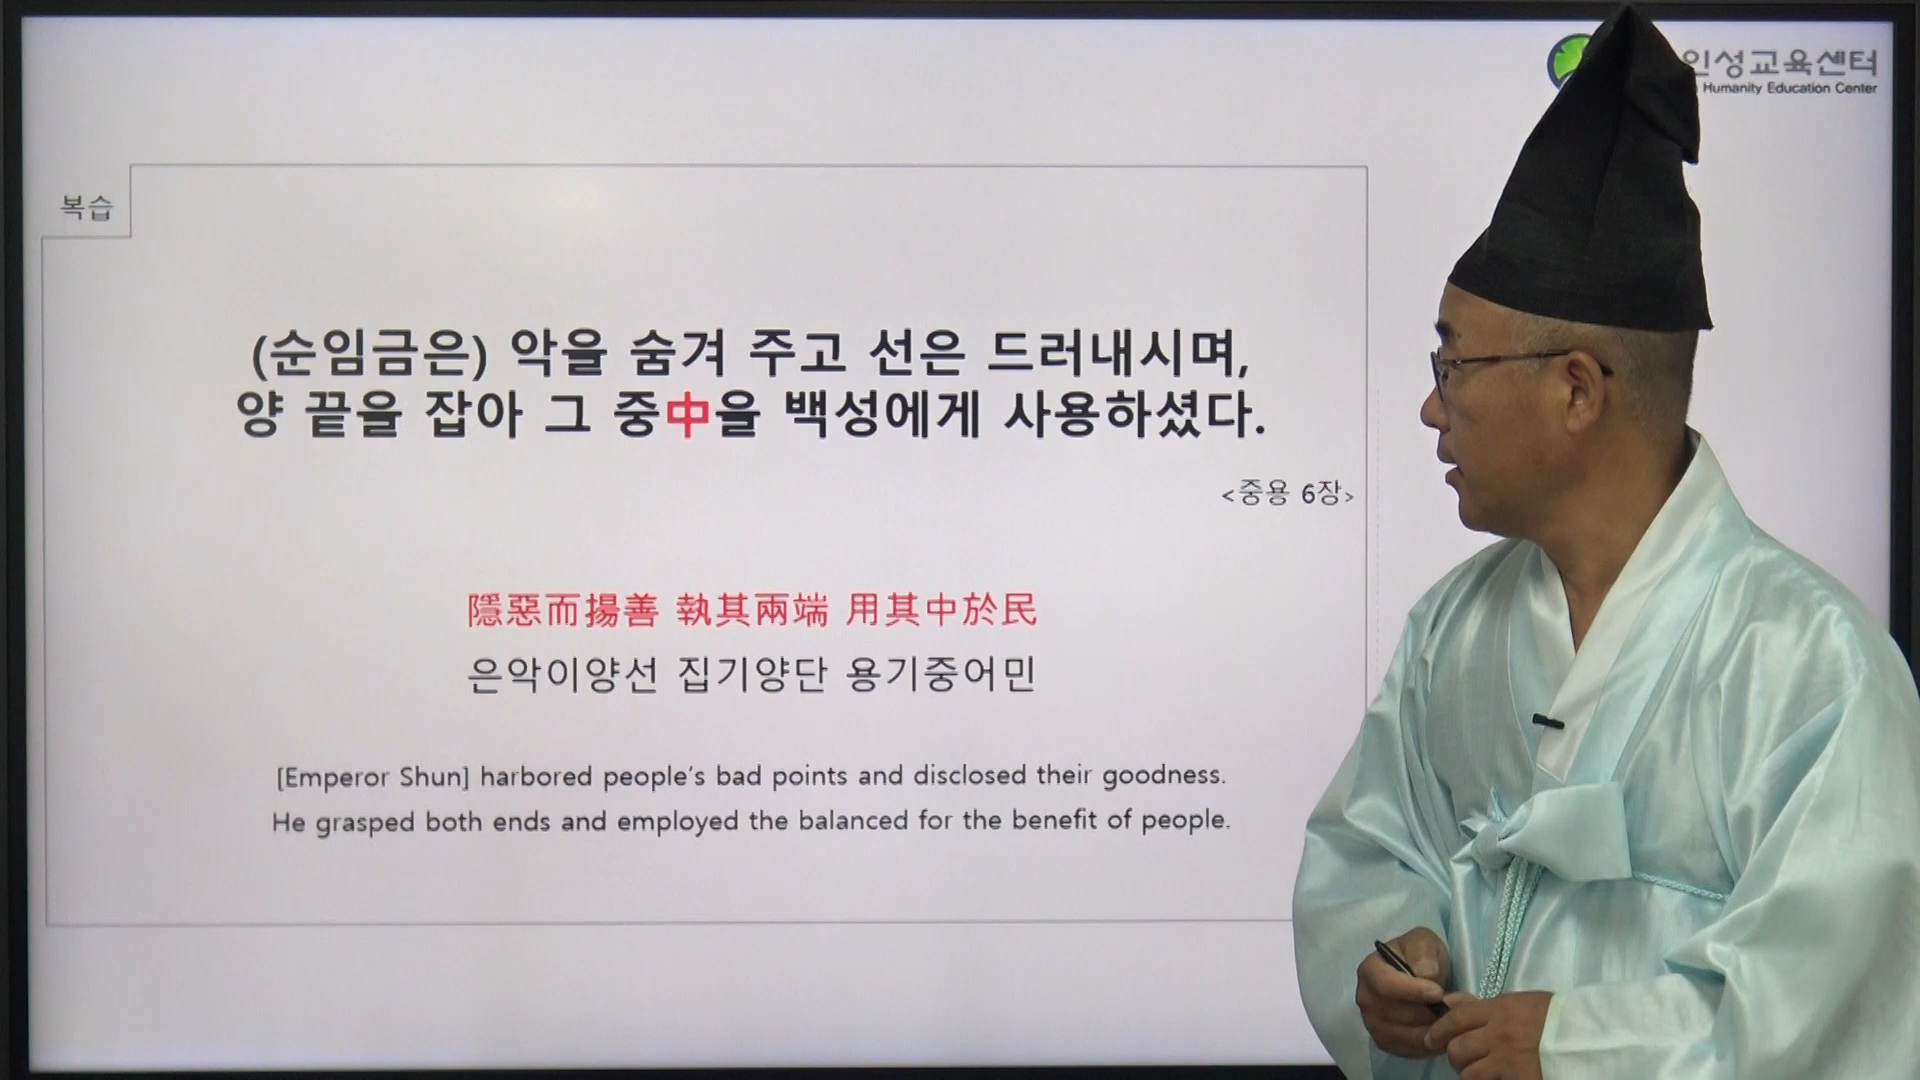 인성교육센터
Humanity Education Center
복습
(순임금은) 악을 숨겨 주고 선은 드러내시며,
양 끝을 잡아 그 중中을 백성에게 사용하셨다.
<중용 6장>
隱惡而揚善 執其兩端 用其中於民
은악이양선 집기양단 용기중어민
[Emperor Shun] harbored people's bad points and disclosed their goodness.
He grasped both ends and employed the balanced for the benefit of people.